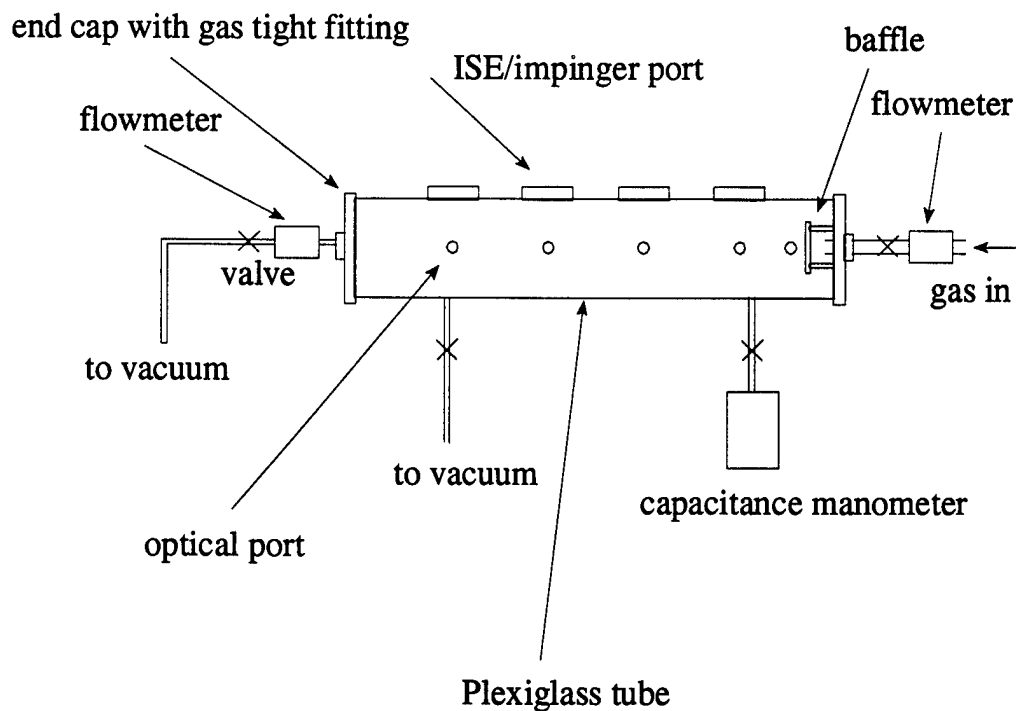 end cap with gas tight fitting
baffle
ISE/impinger port
flowmeter
flowmeter
valve
gas in
to vacuum
to vacuum
capacitance manometer
optical port
Plexiglass tube